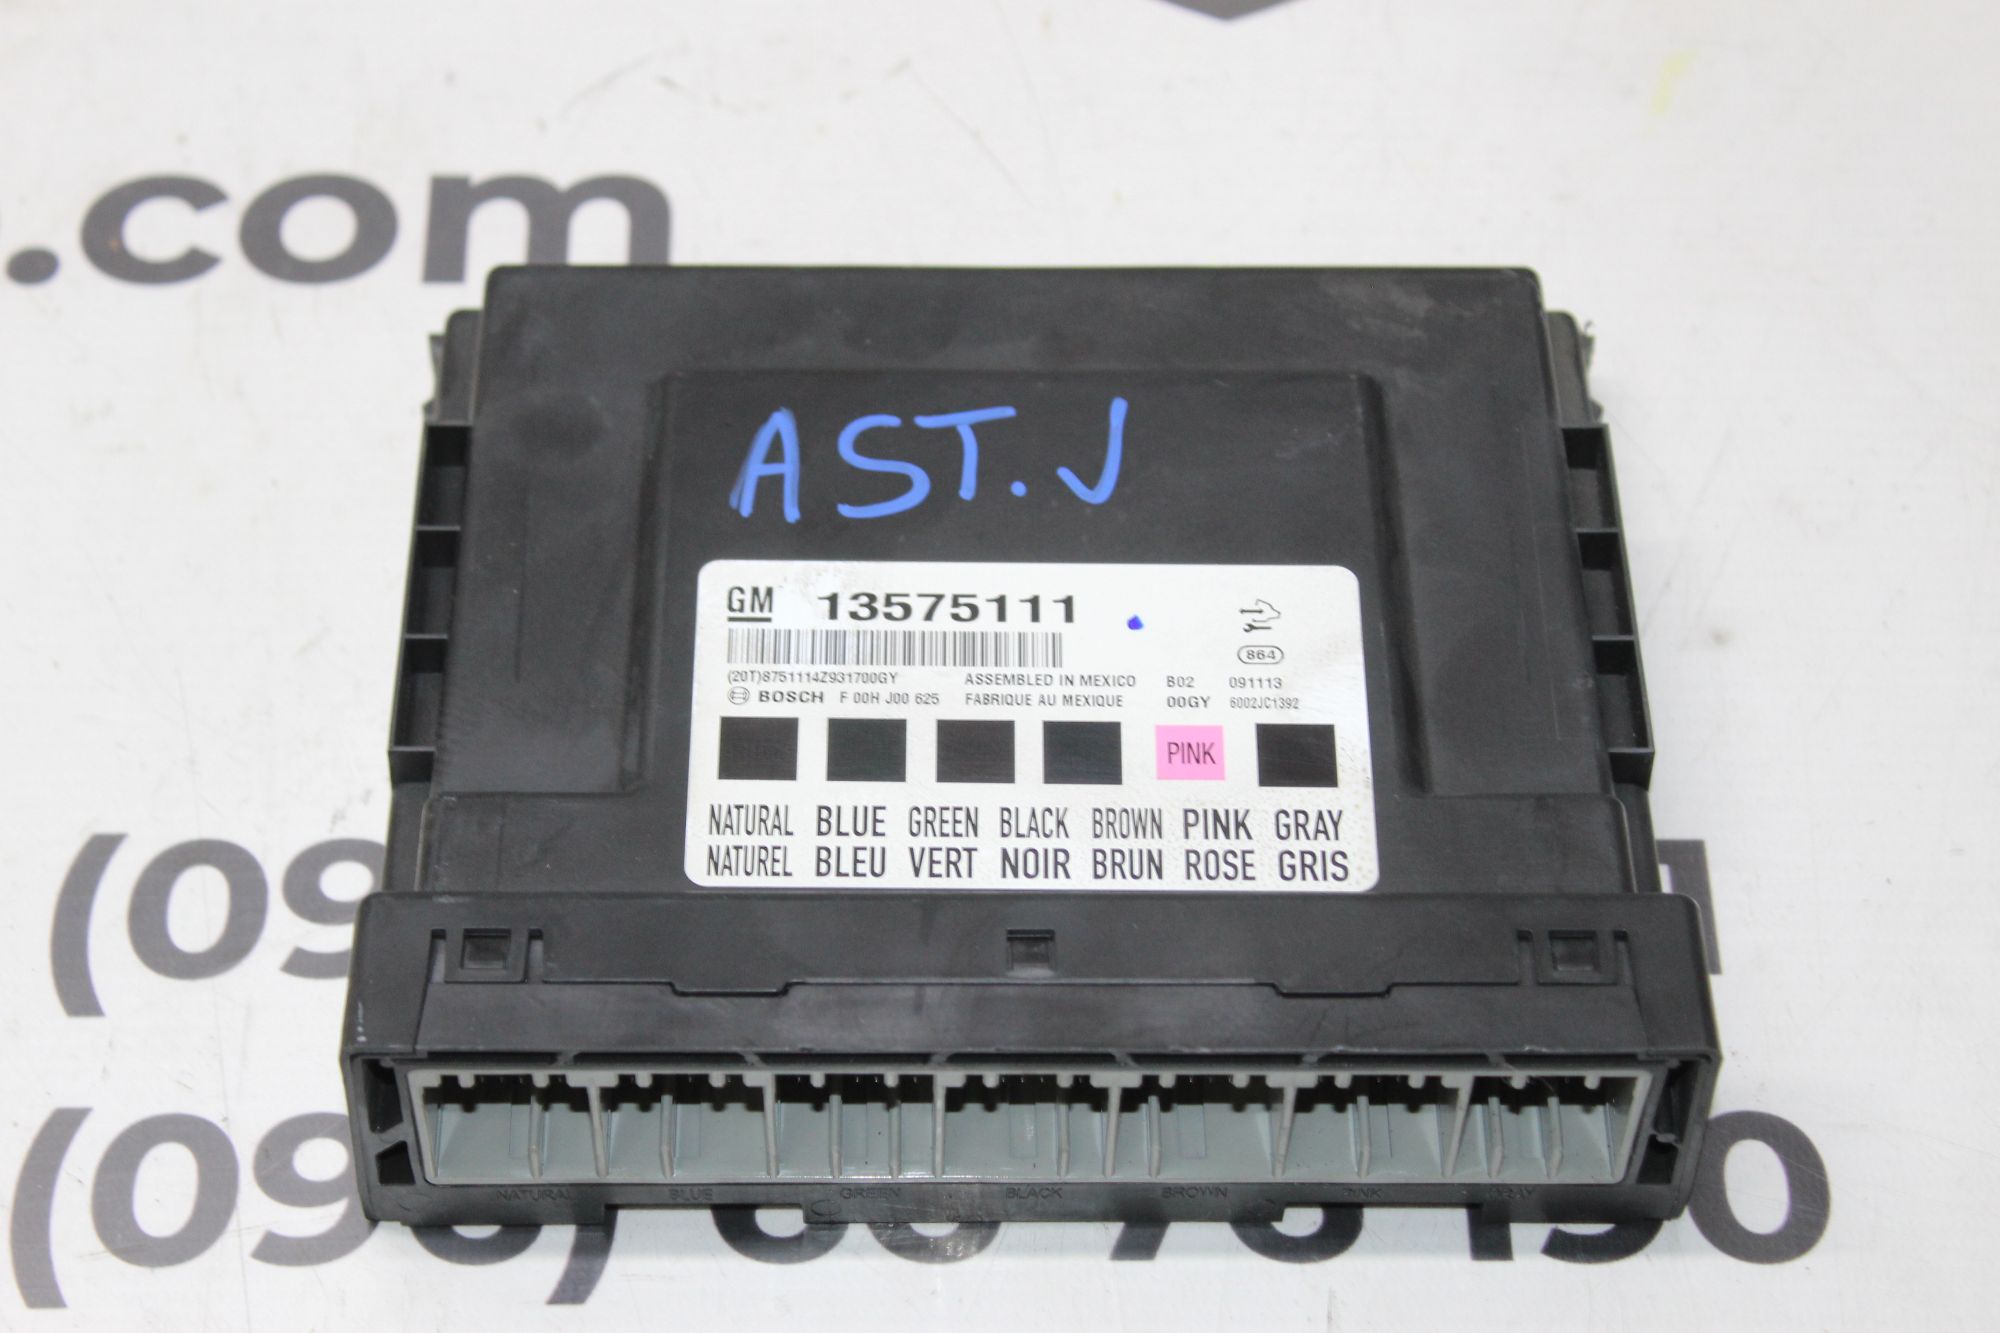 .com
AST.J
GM 13575111
864
(20T)8751114Z931700GY ASSEMBLED IN MEXICO B02 091113
BOSCH F 00H J00 625 FABRIQUE AU MEXIQUE 00GY 6002JC1392
PINK
NATURAL BLUE GREEN BLACK BROWN PINK GRAY
NATUREL BLEU VERT NOIR BRUN ROSE GRIS
(09
NATURAL BLUE GREEN BLACK BROWN PINK GRAY